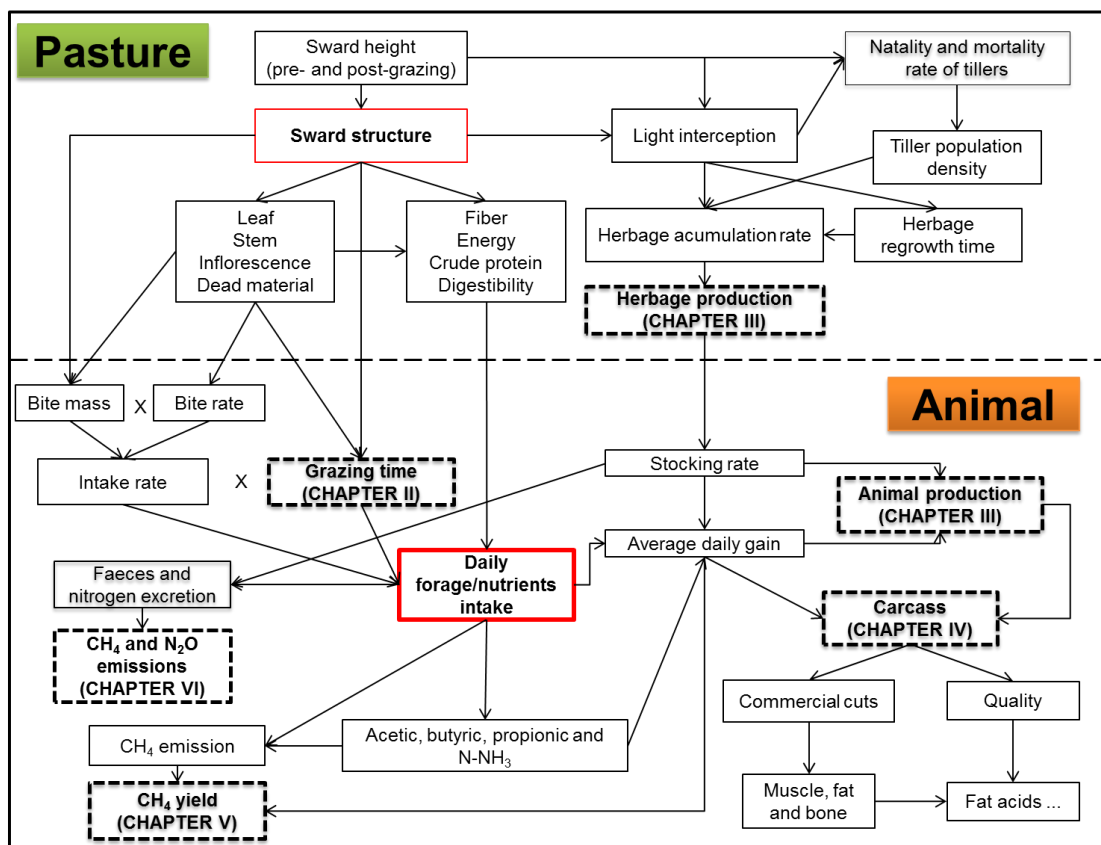 Pasture
Sward height
(pre- and post-grazing)
Natality and mortality
rate of tillers
Sward structure
Light interception
Tiller population
density
Leaf
Stem
Inflorescence
Dead material
Fiber
Energy
Crude protein
Digestibility
Herbage acumulation rate
Herbage
regrowth time
Herbage production
(CHAPTER III)
Animal
Bite mass
X
Bite rate
Intake rate
X
Grazing time
(CHAPTER II)
Stocking rate
Animal production
(CHAPTER III)
Average daily gain
Daily
forage/nutrients
intake
Faeces and
nitrogen excretion
CH₄ and N₂O
emissions
(CHAPTER VI)
Carcass
(CHAPTER IV)
Commercial cuts
Quality
CH₄ emission
Acetic, butyric, propionic and
N-NH₃
CH₄ yield
(CHAPTER V)
Muscle, fat
and bone
Fat acids ...